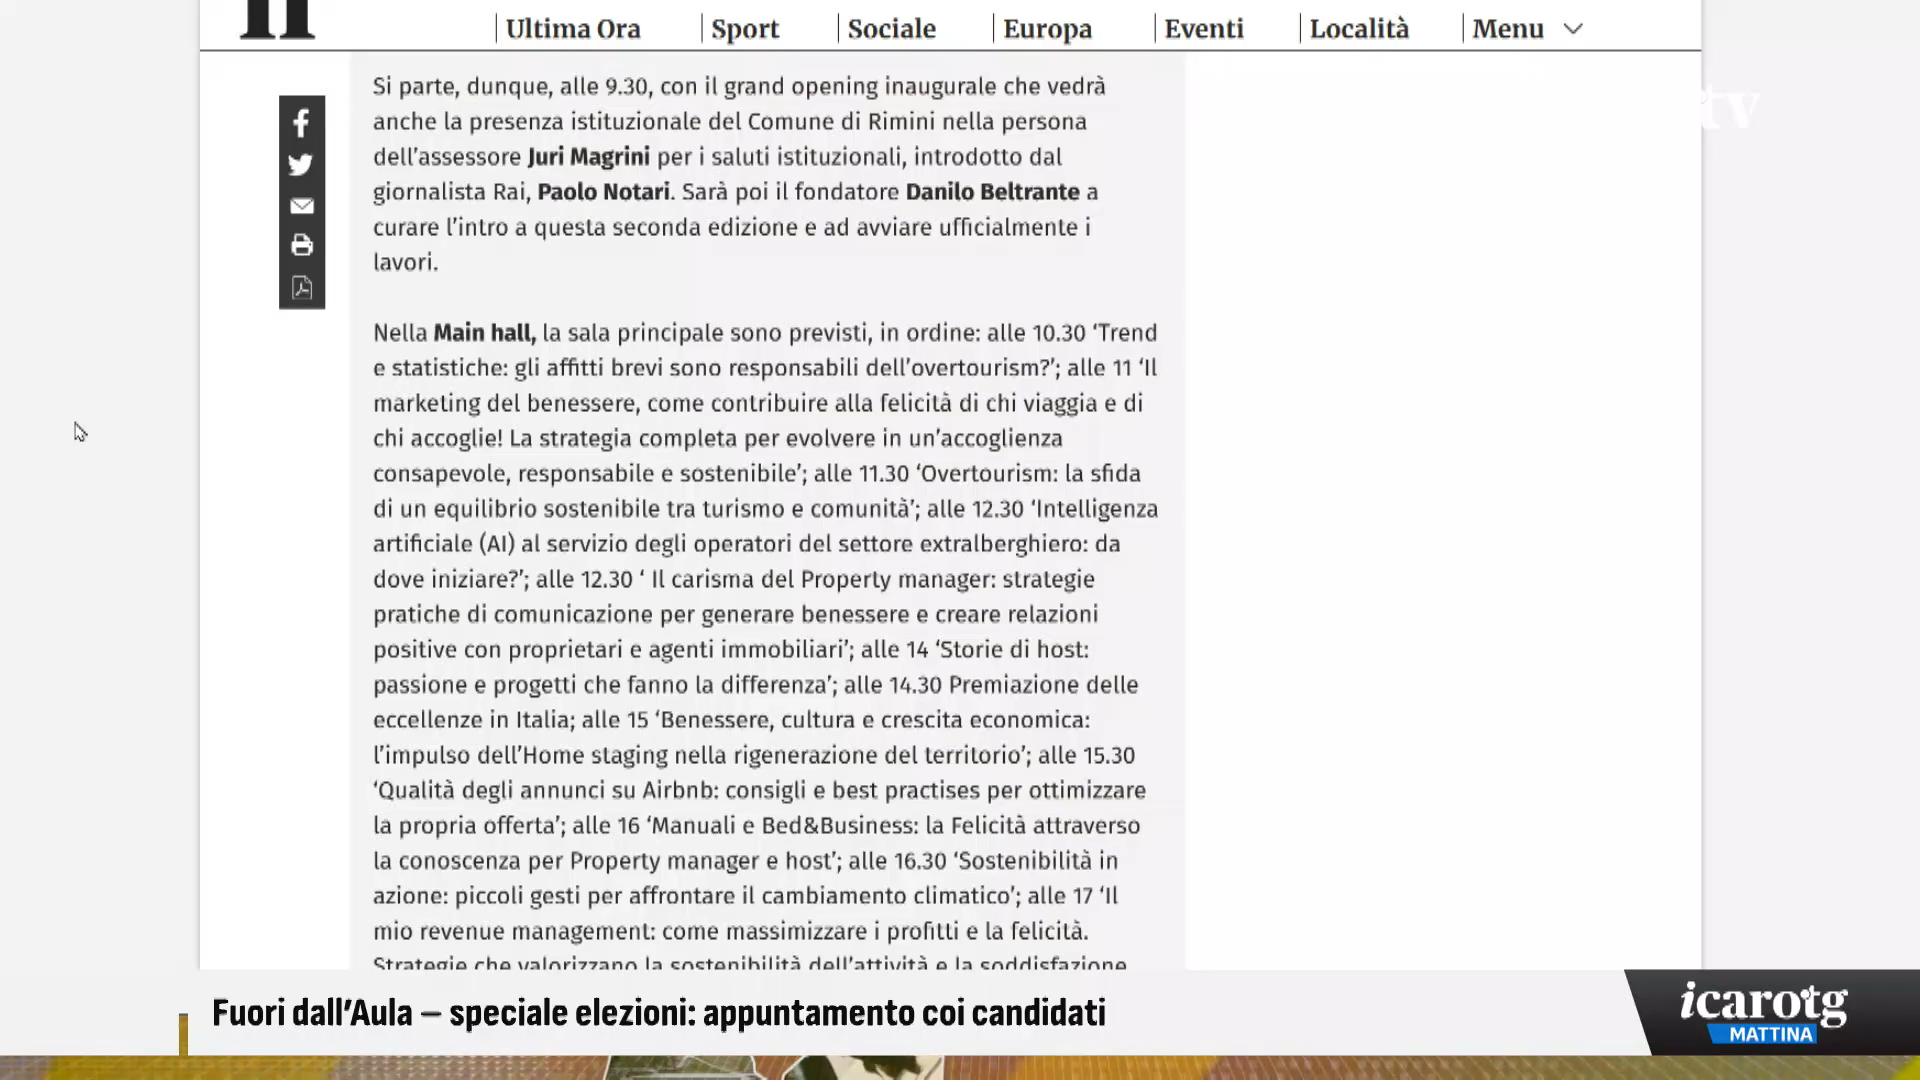 Ultima Ora
Sport
Sociale
Europa
Eventi
Località
Menu
tv
Si parte, dunque, alle 9.30, con il grand opening inaugurale che vedrà
anche la presenza istituzionale del Comune di Rimini nella persona
dell’assessore Juri Magrini per i saluti istituzionali, introdotto dal
giornalista Rai, Paolo Notari. Sarà poi il fondatore Danilo Beltrante a
curare l’intro a questa seconda edizione e ad avviare ufficialmente i
lavori.
Nella Main hall, la sala principale sono previsti, in ordine: alle 10.30 ‘Trend
e statistiche: gli affitti brevi sono responsabili dell’overtourism?’; alle 11 ‘Il
marketing del benessere, come contribuire alla felicità di chi viaggia e di
chi accoglie! La strategia completa per evolvere in un’accoglienza
consapevole, responsabile e sostenibile’; alle 11.30 ‘Overtourism: la sfida
di un equilibrio sostenibile tra turismo e comunità’; alle 12.30 ‘Intelligenza
artificiale (AI) al servizio degli operatori del settore extralberghiero: da
dove iniziare?’; alle 12.30 ‘ Il carisma del Property manager: strategie
pratiche di comunicazione per generare benessere e creare relazioni
positive con proprietari e agenti immobiliari’; alle 14 ‘Storie di host:
passione e progetti che fanno la differenza’; alle 14.30 Premiazione delle
eccellenze in Italia; alle 15 ‘Benessere, cultura e crescita economica:
l’impulso dell’Home staging nella rigenerazione del territorio’; alle 15.30
‘Qualità degli annunci su Airbnb: consigli e best practises per ottimizzare
la propria offerta’; alle 16 ‘Manuali e Bed&Business: la Felicità attraverso
la conoscenza per Property manager e host’; alle 16.30 ‘Sostenibilità in
azione: piccoli gesti per affrontare il cambiamento climatico’; alle 17 ‘Il
mio revenue management: come massimizzare i profitti e la felicità.
Strategie che valorizzano la sostenibilità dell’attività e la soddisfazione
Fuori dall’Aula – speciale elezioni: appuntamento coi candidati
icarotg
MATTINA